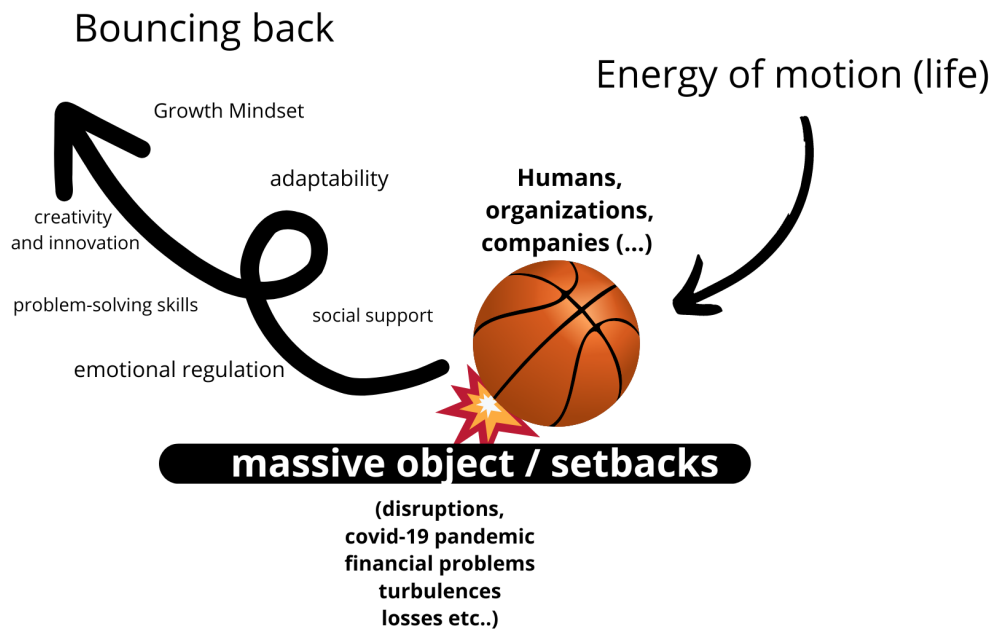 Bouncing back
Energy of motion (life)
Growth Mindset
adaptability
Humans,
organizations,
companies (...)
creativity
and innovation
problem-solving skills
social support
emotional regulation
massive object / setbacks
(disruptions,
covid-19 pandemic
financial problems
turbulences
losses etc..)